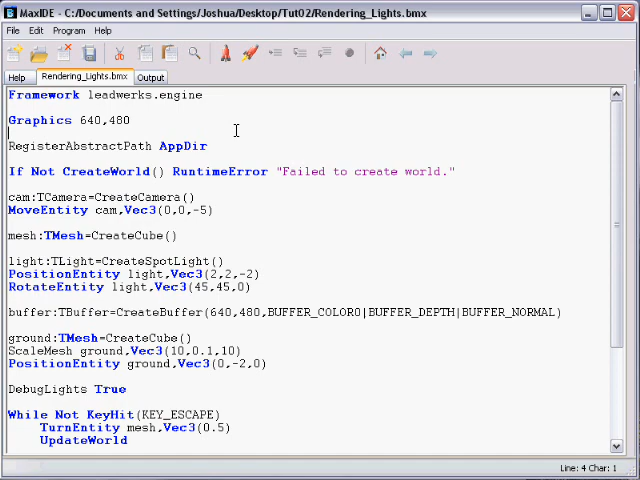 MaxIDE - C:/Documents and Settings/Joshua/Desktop/Tut02/Rendering_Lights.bmx
File Edit Program Help
Help Rendering_Lights.bmx Output
Framework leadwerks.engine
Graphics 640,480
RegisterAbstractPath AppDir
If Not CreateWorld() RuntimeError "Failed to create world."
cam:TCamera=CreateCamera()
MoveEntity cam,Vec3(0,0,-5)
mesh:TMesh=CreateCube()
light:TLight=CreateSpotLight()
PositionEntity light,Vec3(2,2,-2)
RotateEntity light,Vec3(45,45,0)
buffer:TBuffer=CreateBuffer(640,480,BUFFER_COLOR0|BUFFER_DEPTH|BUFFER_NORMAL)
ground:TMesh=CreateCube()
ScaleMesh ground,Vec3(10,0.1,10)
PositionEntity ground,Vec3(0,-2,0)
DebugLights True
While Not KeyHit(KEY_ESCAPE)
TurnEntity mesh,Vec3(0.5)
UpdateWorld
Line: 4 Char: 1